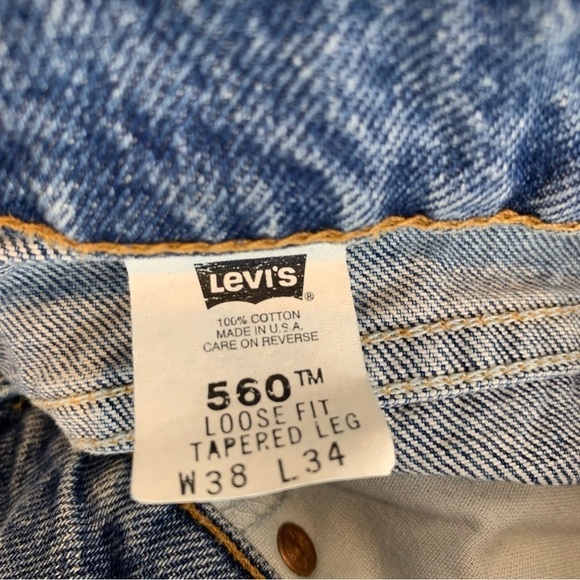 LEVI'S ®
100% COTTON
MADE IN U.S.A.
CARE ON REVERSE
560™
LOOSE FIT
TAPERED LEG
W38 L34